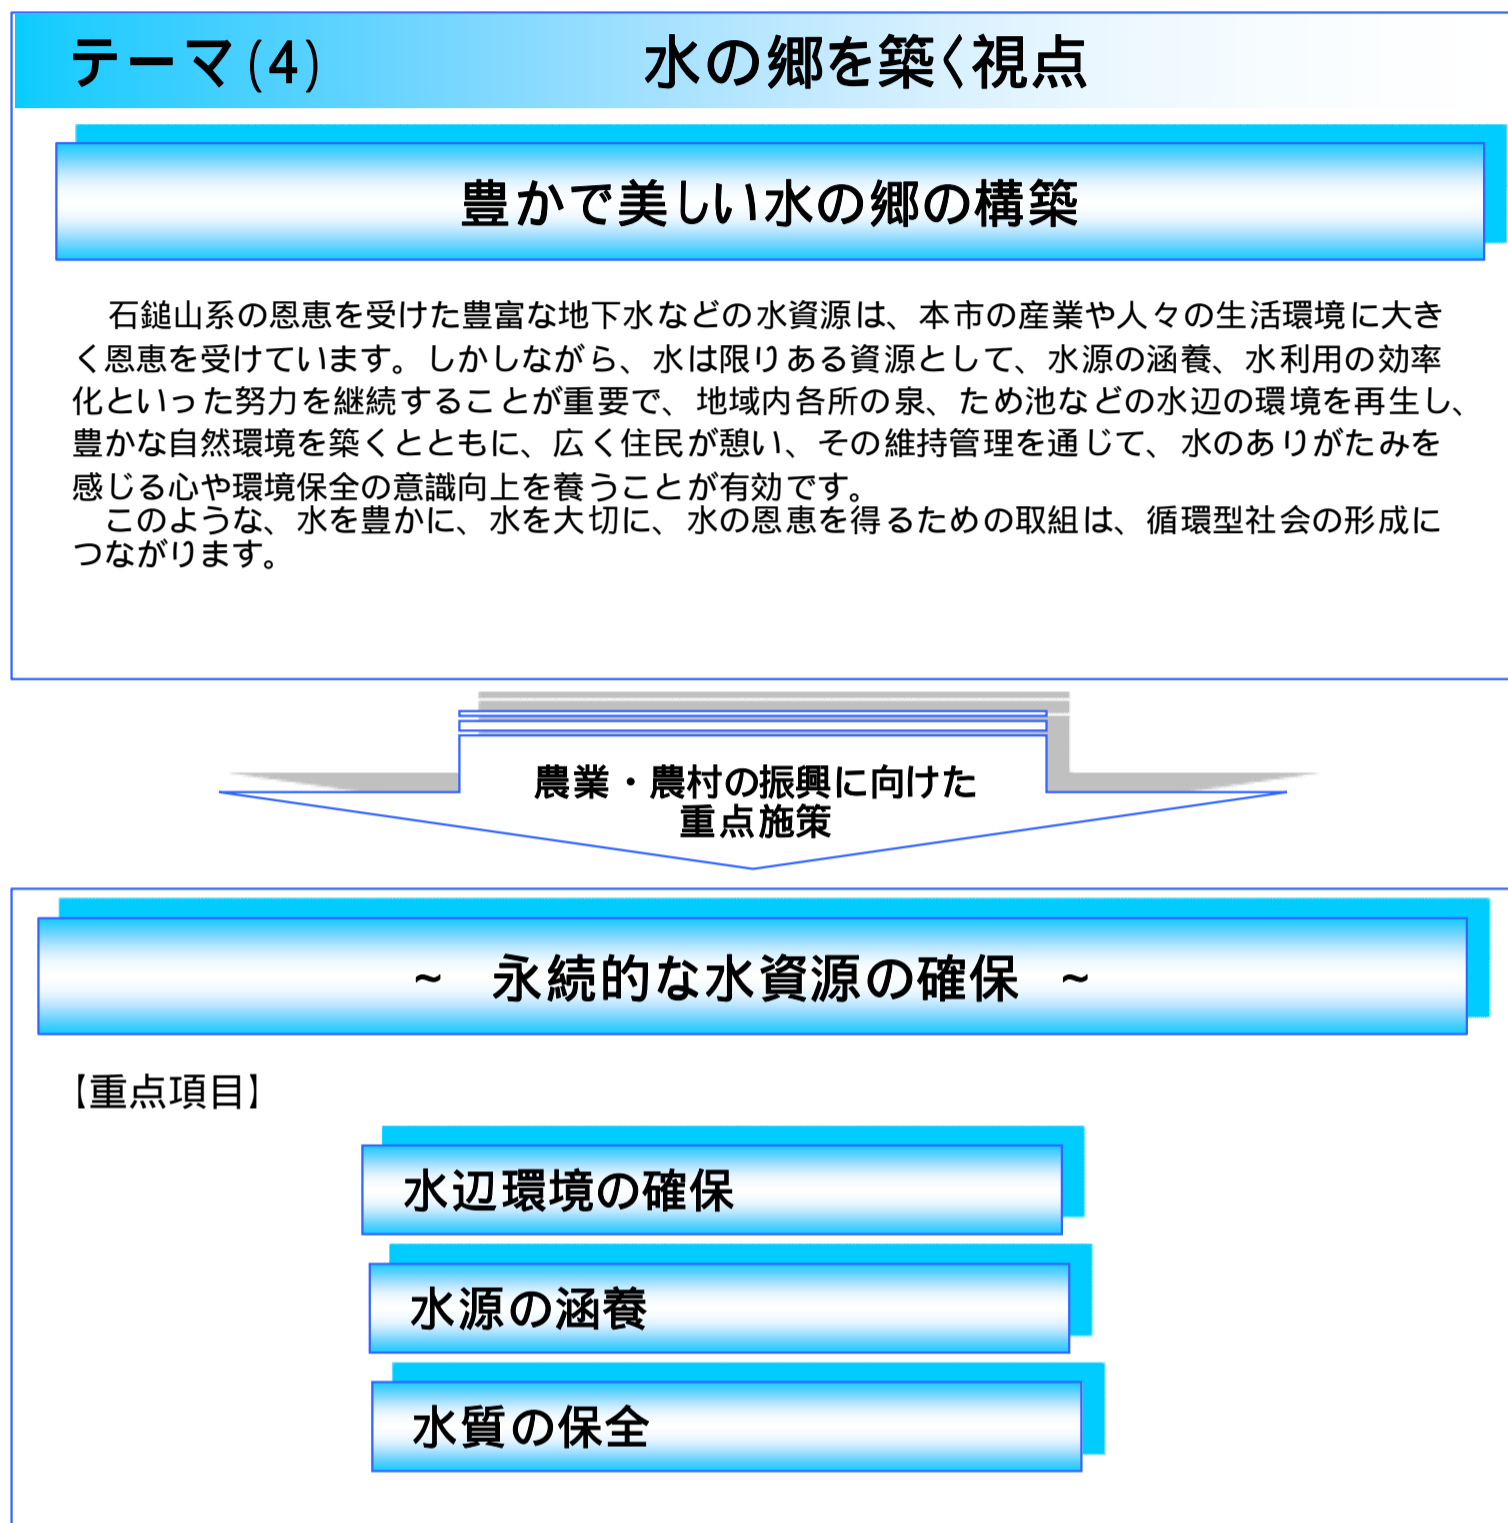 テーマ(4) 水の郷を築く視点
豊かで美しい水の郷の構築
石鎚山系の恩恵を受けた豊富な地下水などの水資源は、本市の産業や人々の生活環境に大き
く恩恵を受けています。しかしながら、水は限りある資源として、水源の涵養、水利用の効率
化といった努力を継続することが重要で、地域内各所の泉、ため池などの水辺の環境を再生し、
豊かな自然環境を築くとともに、広く住民が憩い、その維持管理を通じて、水のありがたみを
感じる心や環境保全の意識向上を養うことが有効です。
このような、水を豊かに、水を大切に、水の恩恵を得るための取組は、循環型社会の形成に
つながります。
農業・農村の振興に向けた
重点施策
~ 永続的な水資源の確保 ~
【重点項目】
水辺環境の確保
水源の涵養
水質の保全